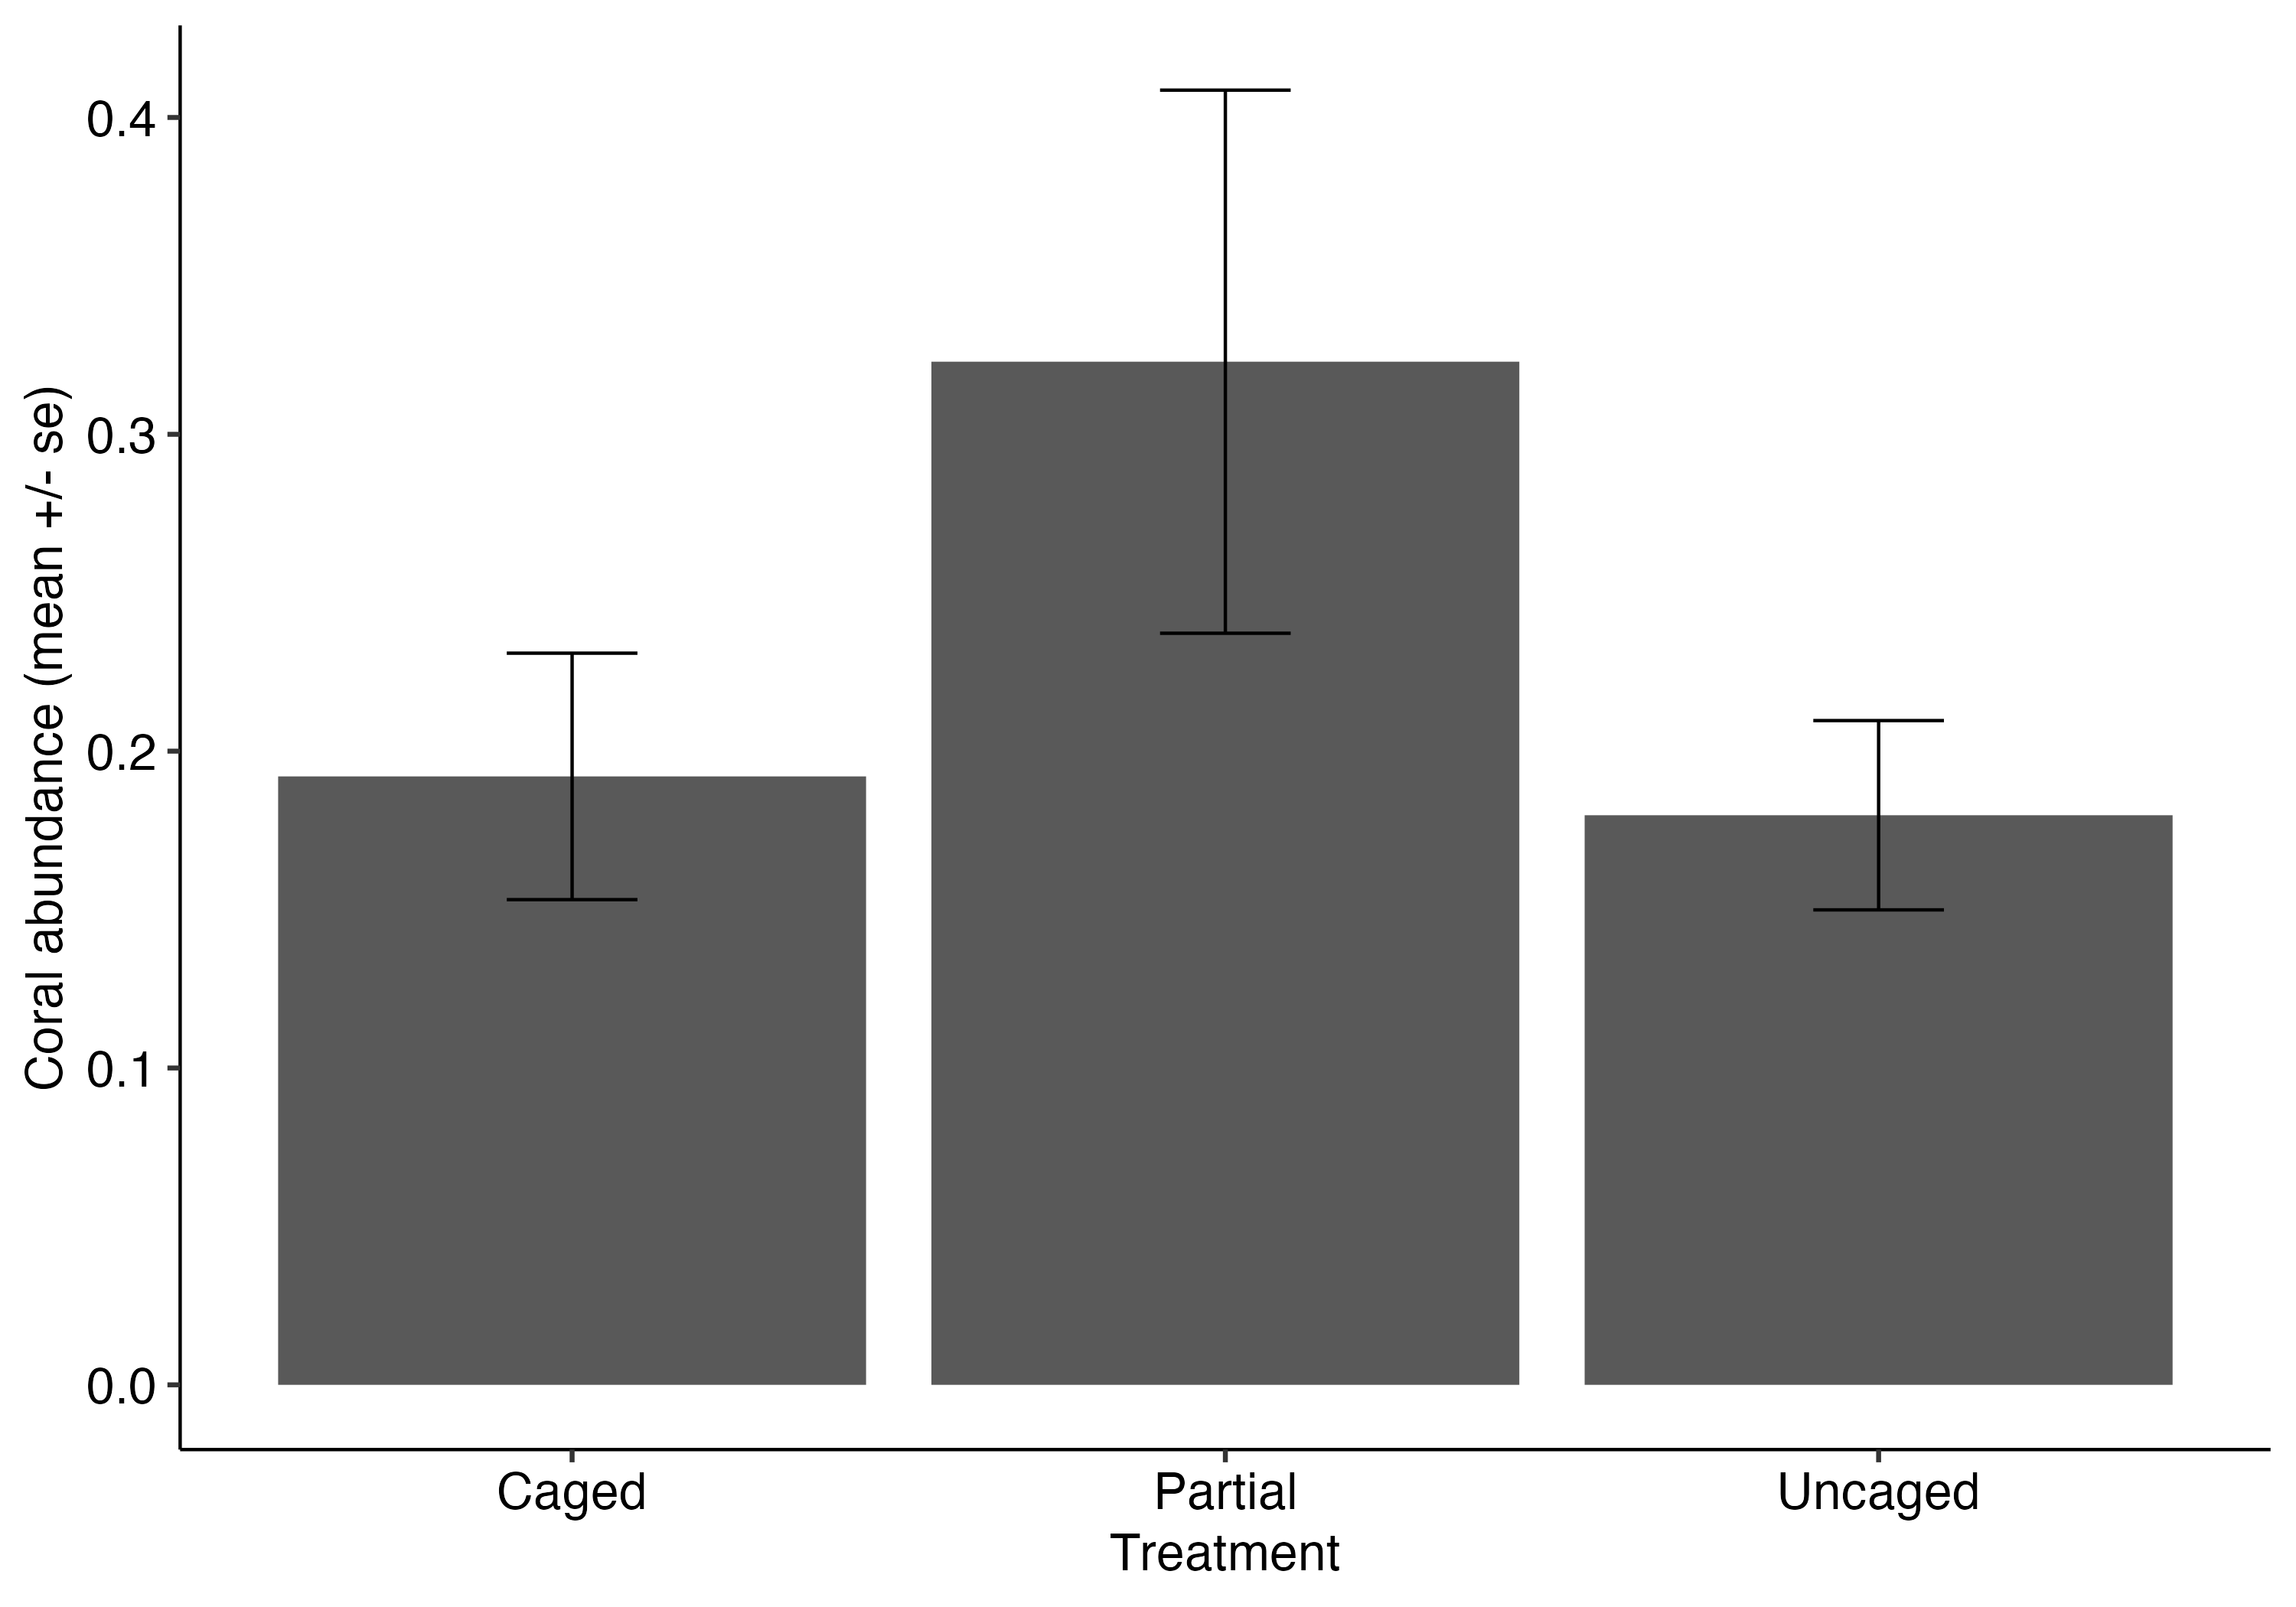 Coral abundance (mean +/- se)
0.4
0.3
0.2
0.1
0.0
Caged Partial Uncaged
Treatment